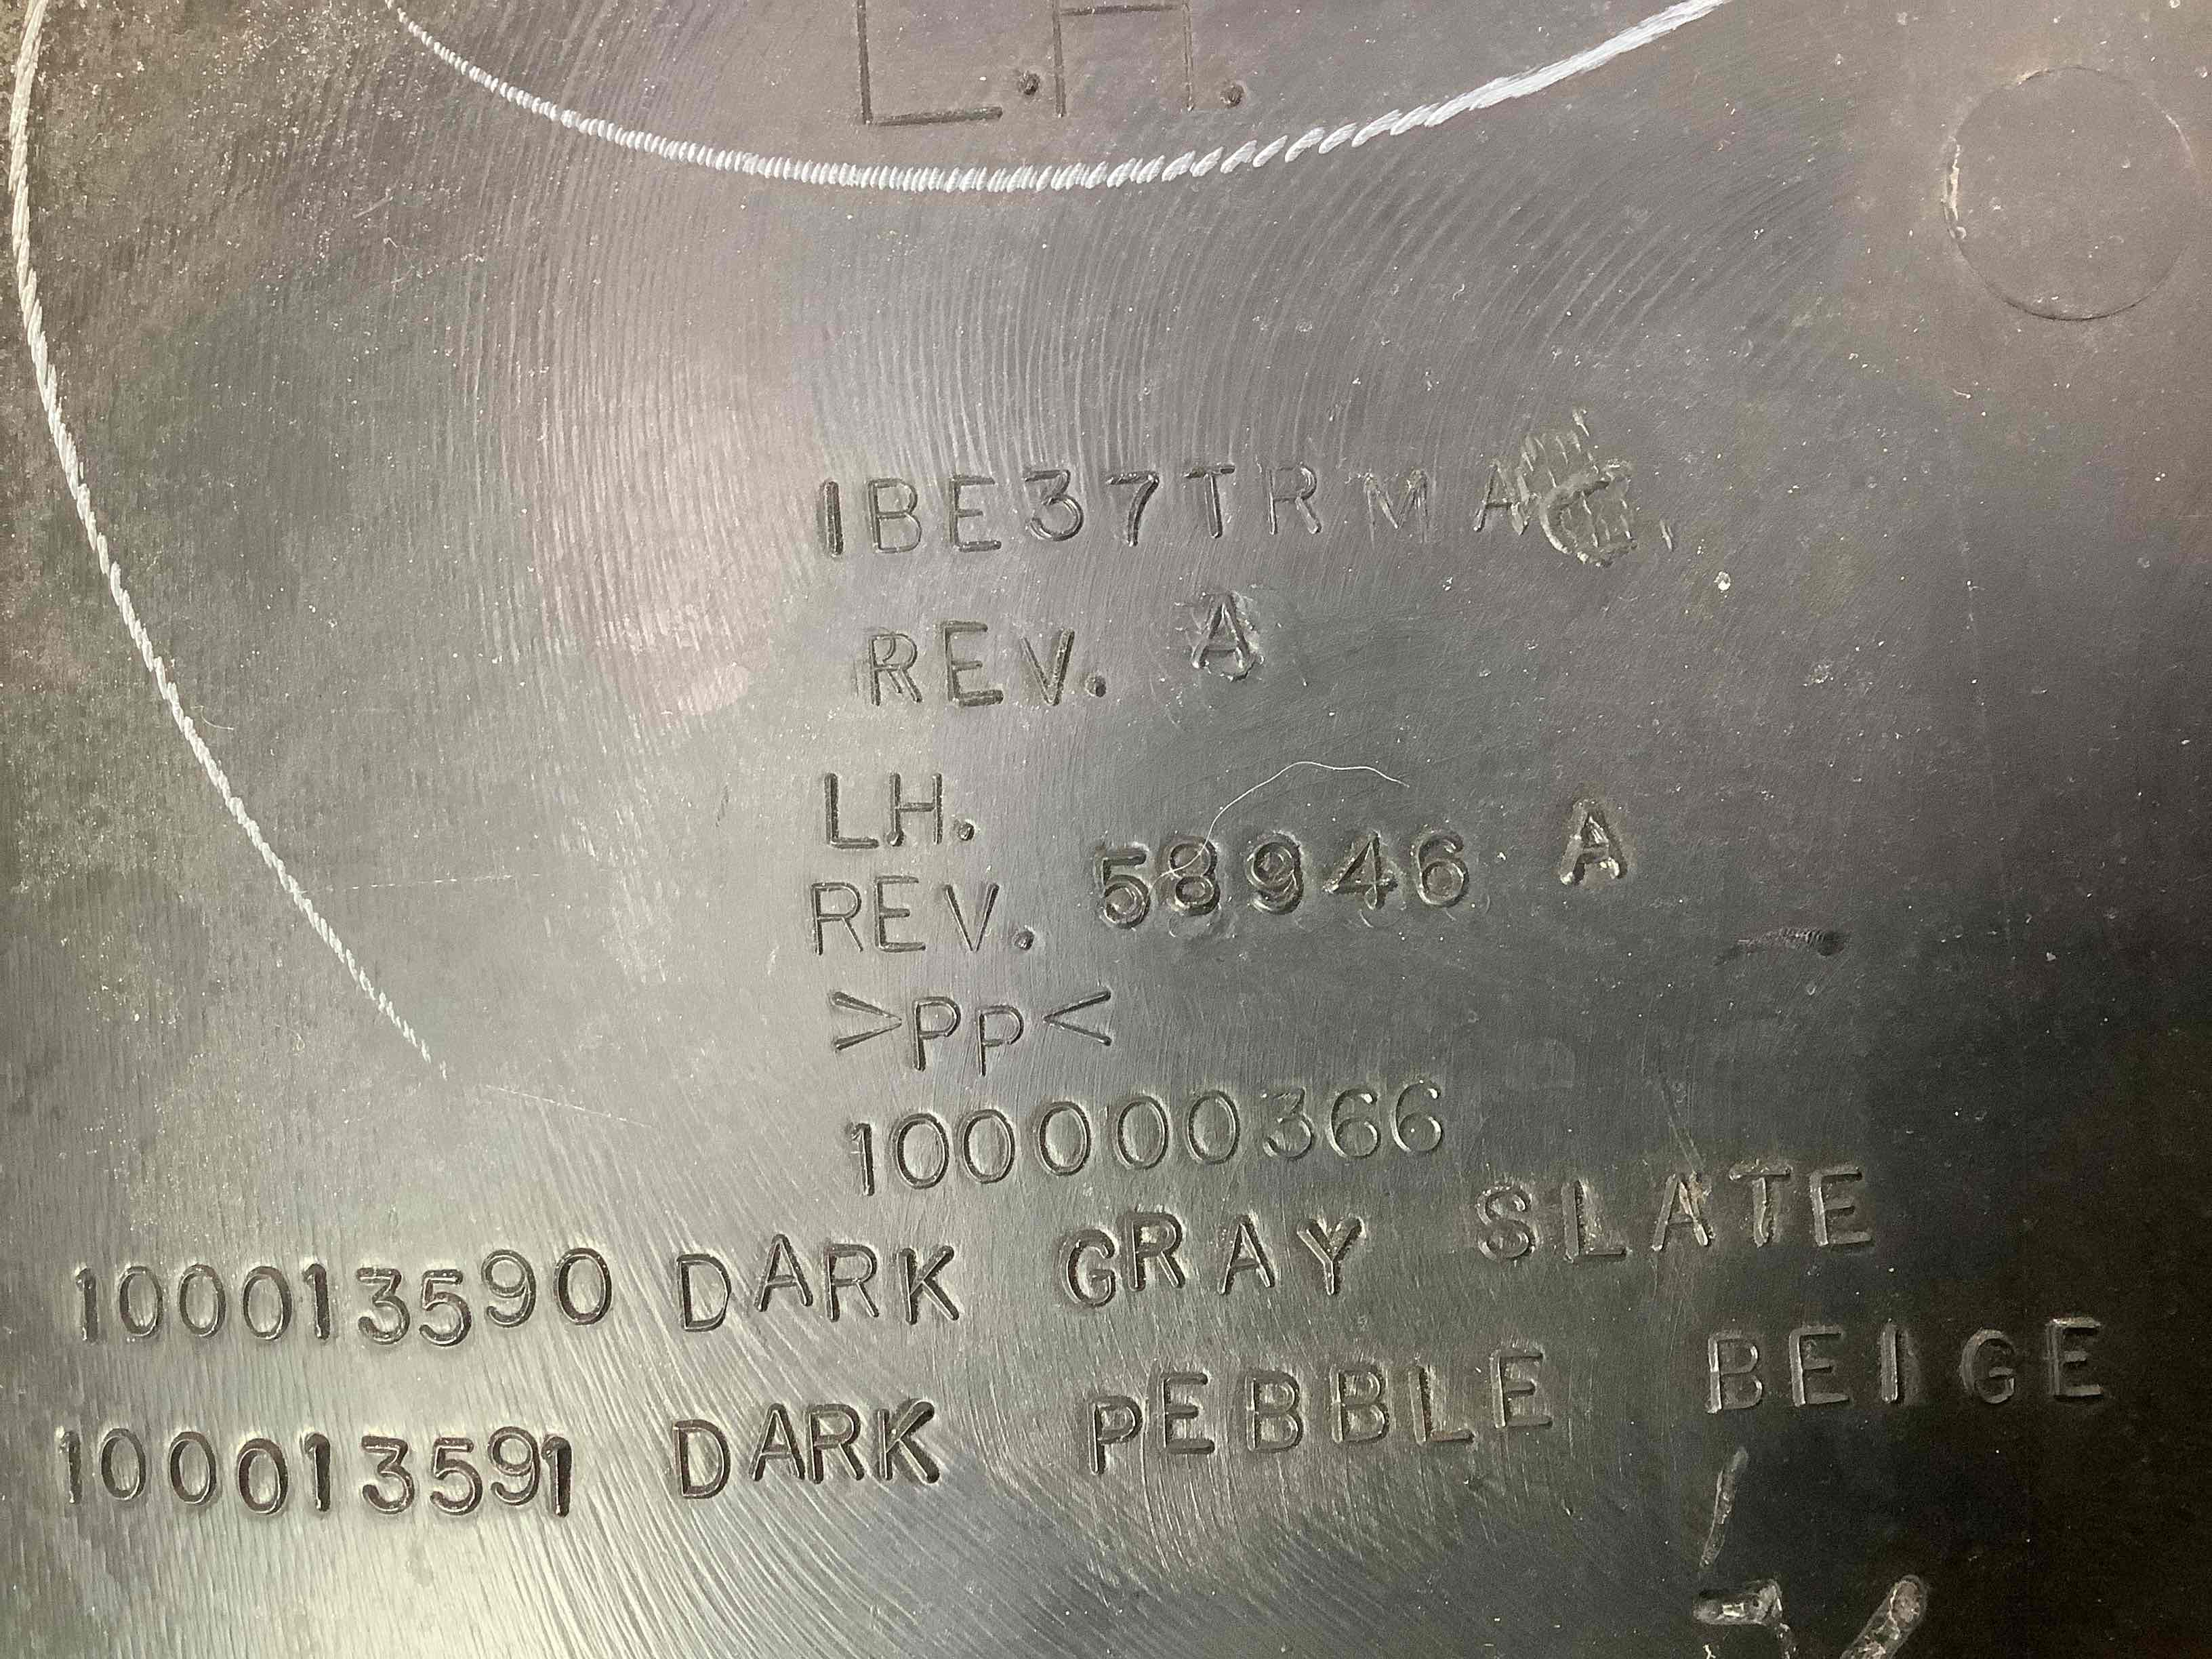 L.H.
1BE37TRMAC
REV. A
LH.
REV. 58946 A
>PP<
100000366
100013590 DARK GRAY SLATE
100013591 DARK PEBBLE BEIGE